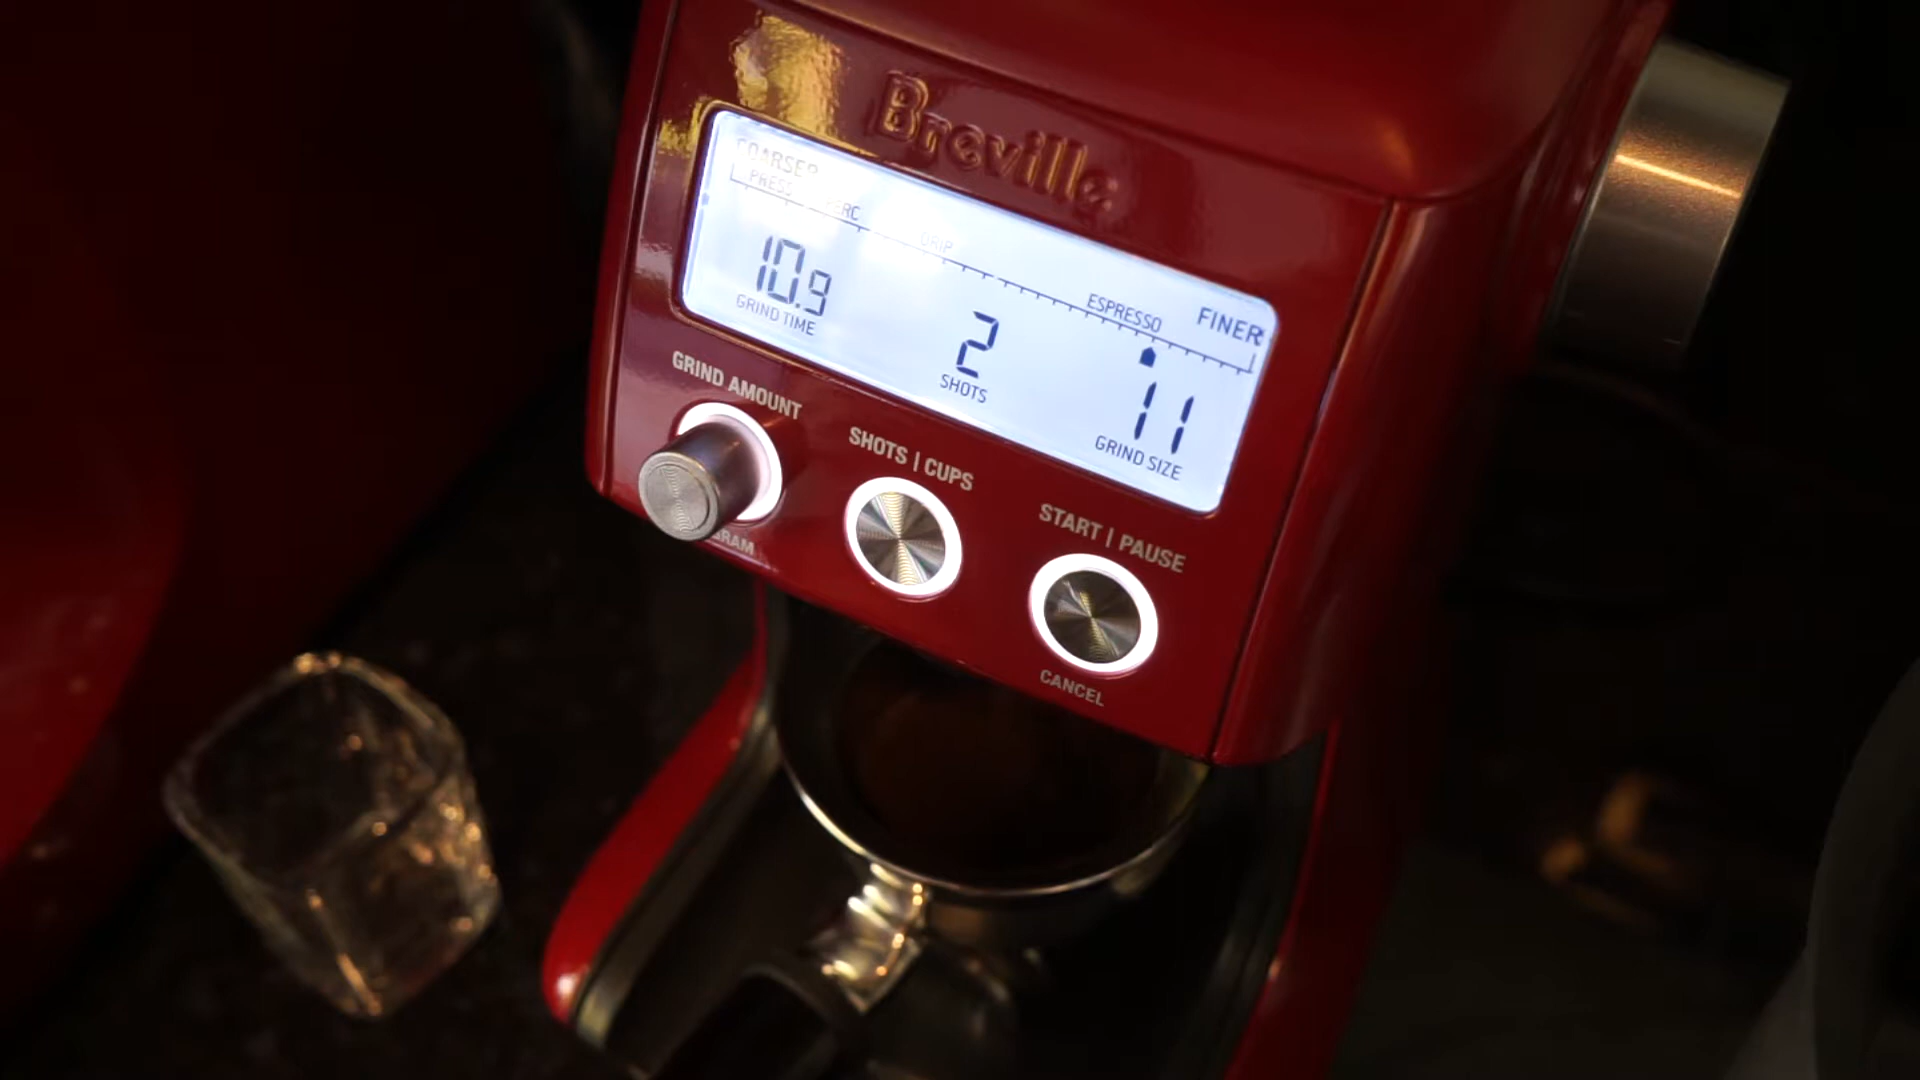 Breville
COARSER
PRESS
DRIP
ESPRESSO
FINER
10.9
GRIND TIME
2
SHOTS
11
GRIND SIZE
GRIND AMOUNT
SHOTS | CUPS
START | PAUSE
CANCEL